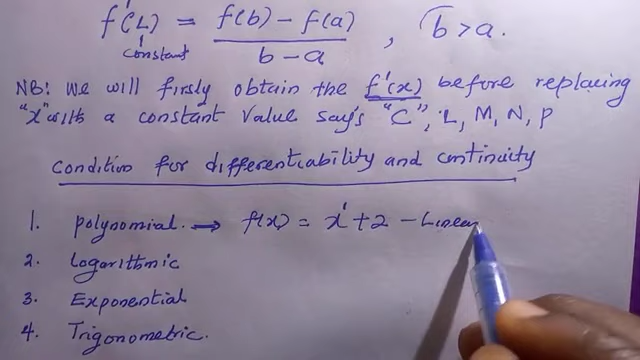 f'(L) = f(b) - f(a) / b - a , b > a.
constant
NB: We will firstly obtain the f'(x) before replacing
"x" with a constant value say's "C", L, M, N, P
Condition for differentiability and continuity
1. polynomial. → f(x) = x¹ + 2 - Linear
2. Logarithmic
3. Exponential
4. Trigonometric.